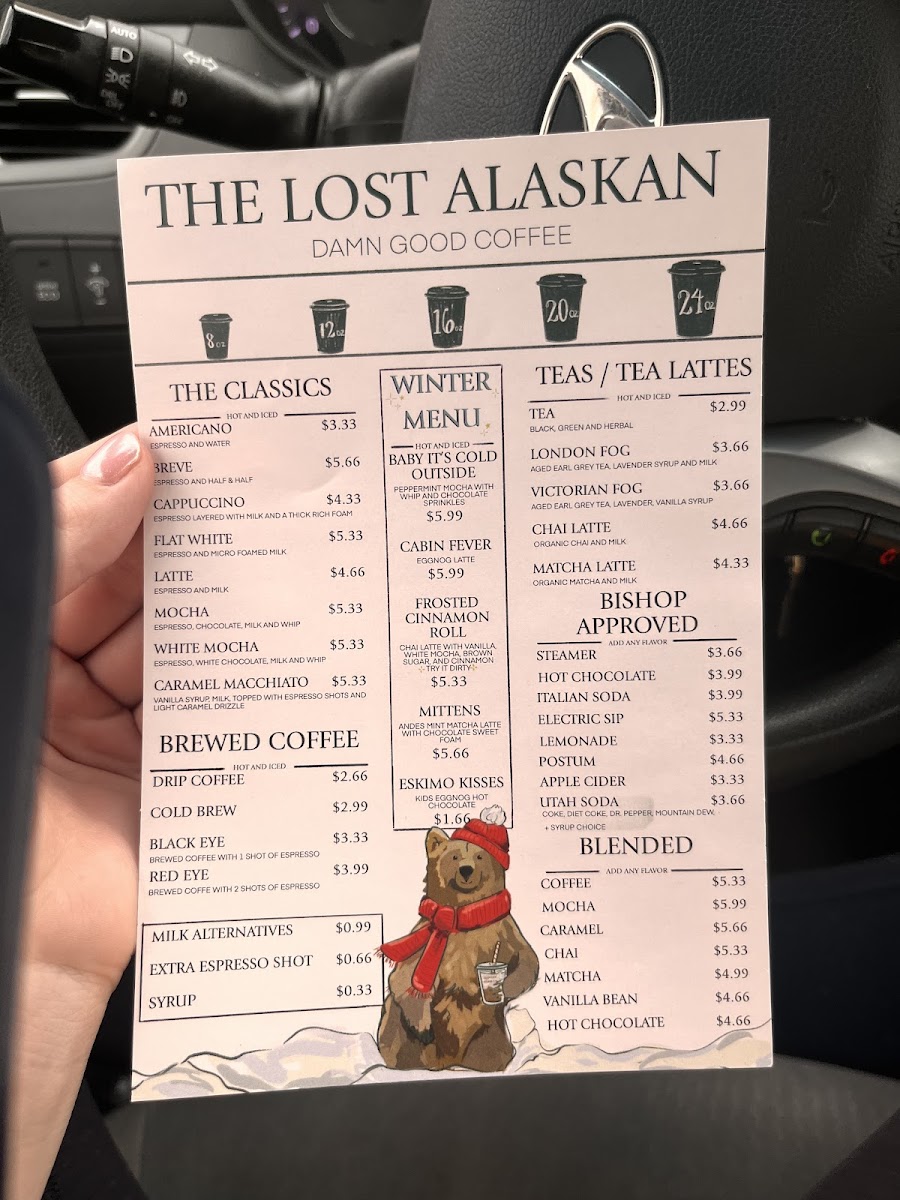 AUTO
OFF
THE LOST ALASKAN
DAMN GOOD COFFEE
8 oz
12 oz
16 oz
20 oz
24 oz
THE CLASSICS
HOT AND ICED
AMERICANO $3.33
ESPRESSO AND WATER
BREVE $5.66
ESPRESSO AND HALF & HALF
CAPPUCCINO $4.33
ESPRESSO LAYERED WITH MILK AND A THICK RICH FOAM
FLAT WHITE $5.33
ESPRESSO AND MICRO FOAMED MILK
LATTE $4.66
ESPRESSO AND MILK
MOCHA $5.33
ESPRESSO, CHOCOLATE, MILK AND WHIP
WHITE MOCHA $5.33
ESPRESSO, WHITE CHOCOLATE, MILK AND WHIP
CARAMEL MACCHIATO $5.33
VANILLA SYRUP, MILK, TOPPED WITH ESPRESSO SHOTS AND
LIGHT CARAMEL DRIZZLE
BREWED COFFEE
HOT AND ICED
DRIP COFFEE $2.66
COLD BREW $2.99
BLACK EYE $3.33
BREWED COFFEE WITH 1 SHOT OF ESPRESSO
RED EYE $3.99
BREWED COFFE WITH 2 SHOTS OF ESPRESSO
MILK ALTERNATIVES $0.99
EXTRA ESPRESSO SHOT $0.66
SYRUP $0.33
WINTER
MENU
HOT AND ICED
BABY IT'S COLD
OUTSIDE
PEPPERMINT MOCHA WITH
WHIP AND CHOCOLATE
SPRINKLES
$5.99
CABIN FEVER
EGGNOG LATTE
$5.99
FROSTED
CINNAMON
ROLL
CHAI LATTE WITH VANILLA,
WHITE MOCHA, BROWN
SUGAR, AND CINNAMON
TRY IT DIRTY
$5.33
MITTENS
ANDES MINT MATCHA LATTE
WITH CHOCOLATE SWEET
FOAM
$5.66
ESKIMO KISSES
KIDS EGGNOG HOT
CHOCOLATE
$1.66
TEAS / TEA LATTES
HOT AND ICED
TEA $2.99
BLACK, GREEN AND HERBAL
LONDON FOG $3.66
AGED EARL GREY TEA, LAVENDER SYRUP AND MILK
VICTORIAN FOG $3.66
AGED EARL GREY TEA, LAVENDER, VANILLA SYRUP
CHAI LATTE $4.66
ORGANIC CHAI AND MILK
MATCHA LATTE $4.33
ORGANIC MATCHA AND MILK
BISHOP
APPROVED
ADD ANY FLAVOR
STEAMER $3.66
HOT CHOCOLATE $3.99
ITALIAN SODA $3.99
ELECTRIC SIP $5.33
LEMONADE $3.33
POSTUM $4.66
APPLE CIDER $3.33
UTAH SODA $3.66
COKE, DIET COKE, DR. PEPPER, MOUNTAIN DEW,
+ SYRUP CHOICE
BLENDED
ADD ANY FLAVOR
COFFEE $5.33
MOCHA $5.99
CARAMEL $5.66
CHAI $5.33
MATCHA $4.99
VANILLA BEAN $4.66
HOT CHOCOLATE $4.66